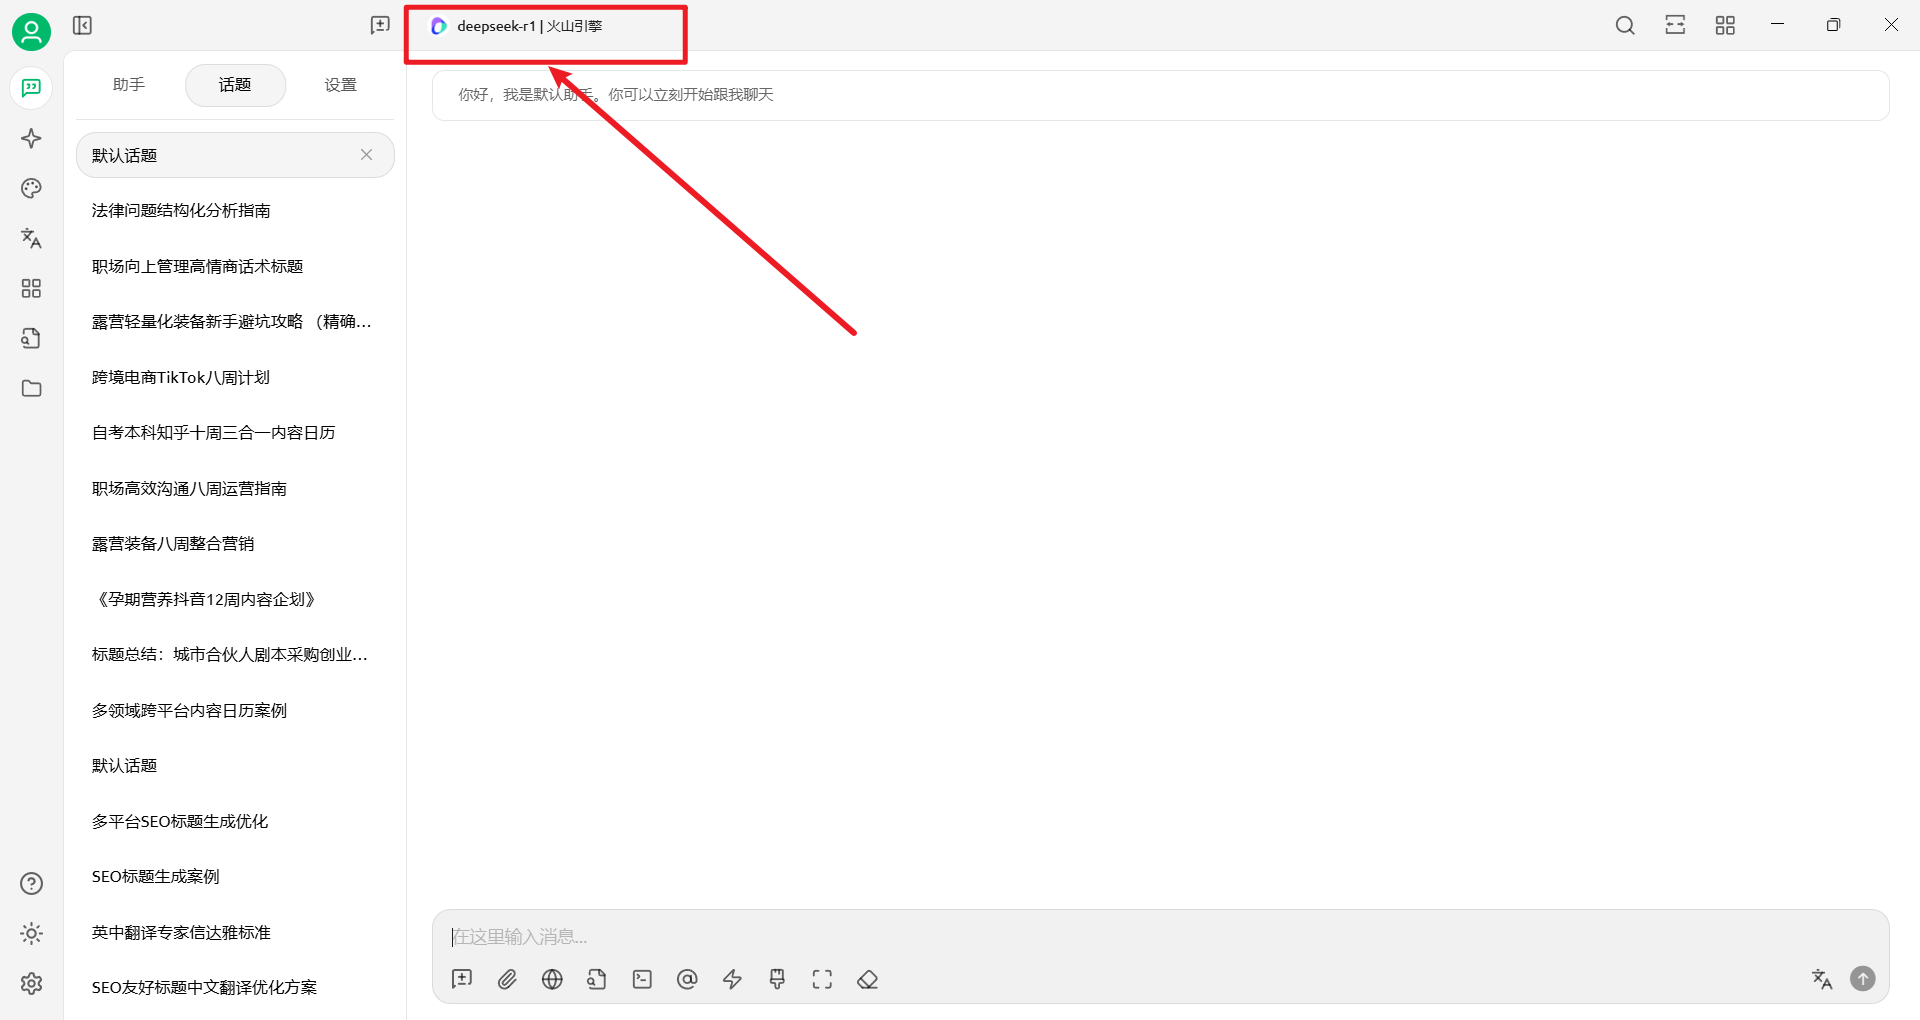 deepseek-r1 | 火山引擎
助手
话题
设置
默认话题
法律问题结构化分析指南
职场向上管理高情商话术标题
露营轻量化装备新手避坑攻略 （精确...
跨境电商TikTok八周计划
自考本科知乎十周三合一内容日历
职场高效沟通八周运营指南
露营装备八周整合营销
《孕期营养抖音12周内容企划》
标题总结：城市合伙人剧本采购创业...
多领域跨平台内容日历案例
默认话题
多平台SEO标题生成优化
SEO标题生成案例
英中翻译专家信达雅标准
SEO友好标题中文翻译优化方案
你好，我是默认助手。你可以立刻开始跟我聊天
在这里输入消息...